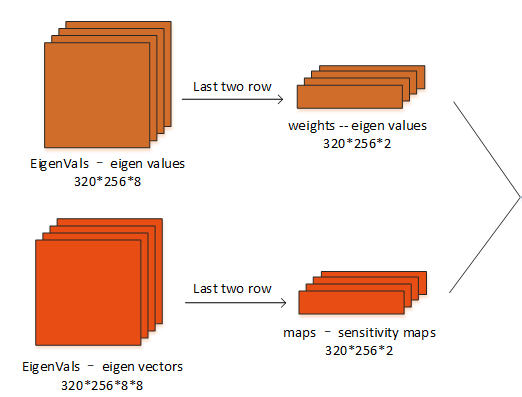 Last two row
weights -- eigen values
320*256*2
EigenVals – eigen values
320*256*8
Last two row
maps – sensitivity maps
320*256*2
EigenVals – eigen vectors
320*256*8*8